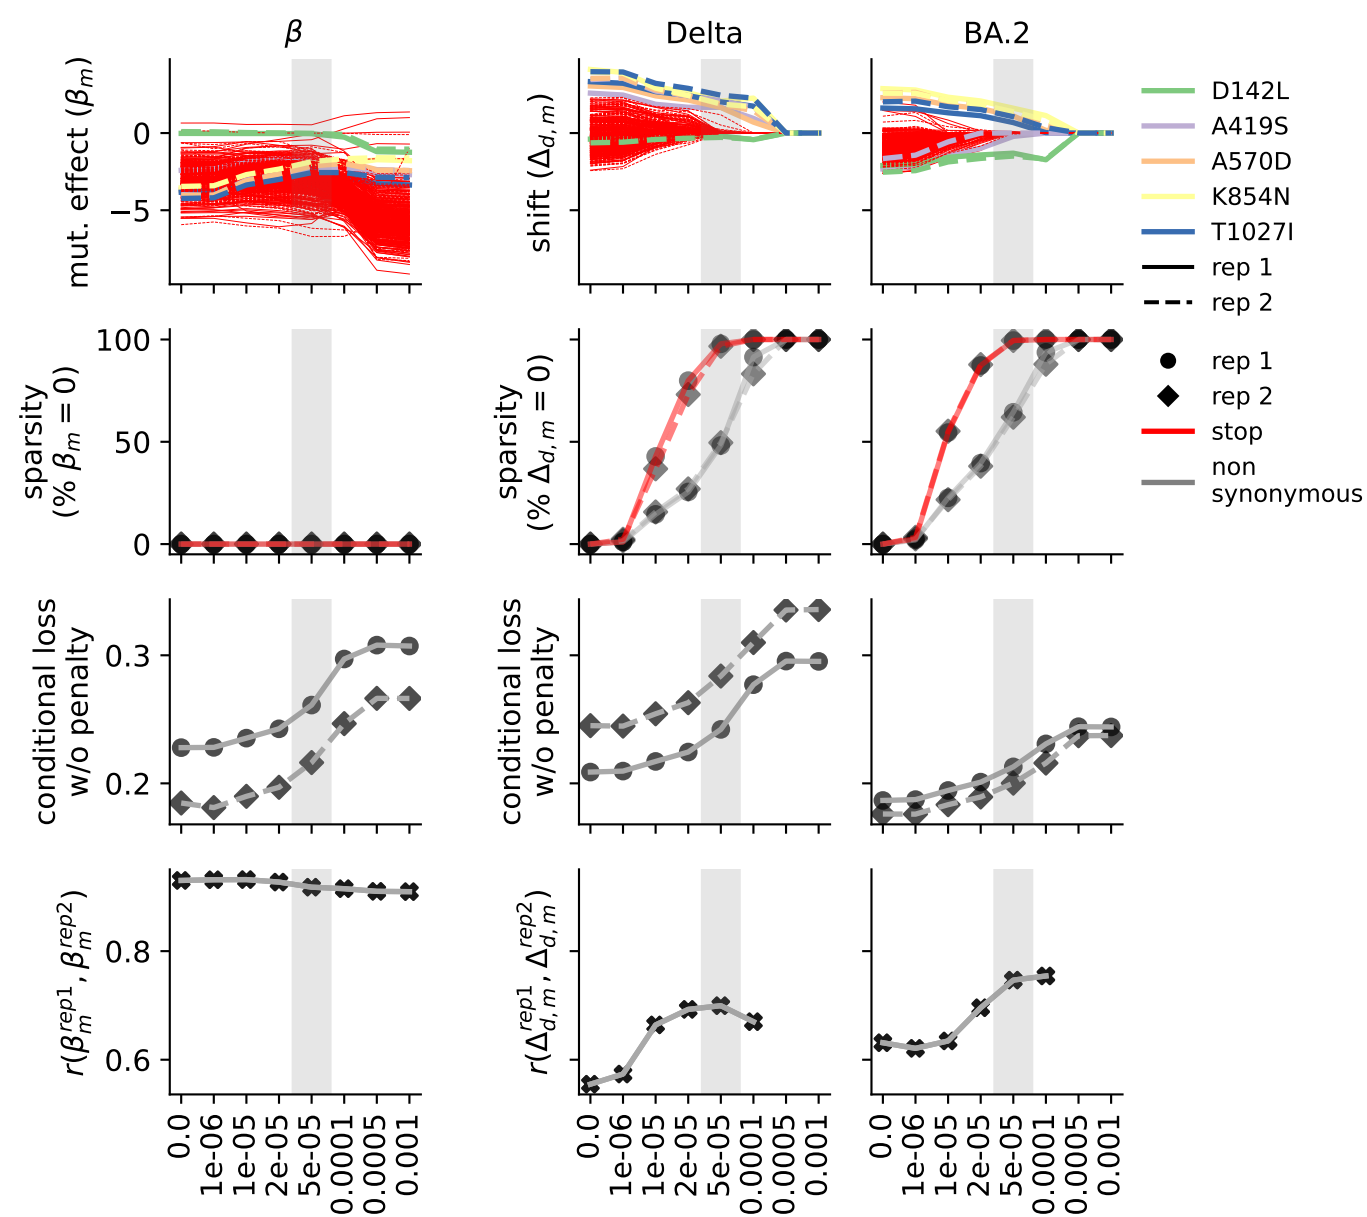 β
Delta
BA.2
mut. effect (βₘ)
0
−5
shift (Δ_{d, m})
D142L
A419S
A570D
K854N
T1027I
rep 1
rep 2
sparsity
(% βₘ = 0)
100
50
0
sparsity
(% Δ_{d, m} = 0)
rep 1
rep 2
stop
non
synonymous
conditional loss
w/o penalty
0.3
0.2
conditional loss
w/o penalty
r(βₘ^{rep1}, βₘ^{rep2})
0.8
0.6
r(Δ_{d, m}^{rep1}, Δ_{d, m}^{rep2})
0.0
1e-06
1e-05
2e-05
5e-05
0.0001
0.0005
0.001
0.0
1e-06
1e-05
2e-05
5e-05
0.0001
0.0005
0.001
0.0
1e-06
1e-05
2e-05
5e-05
0.0001
0.0005
0.001